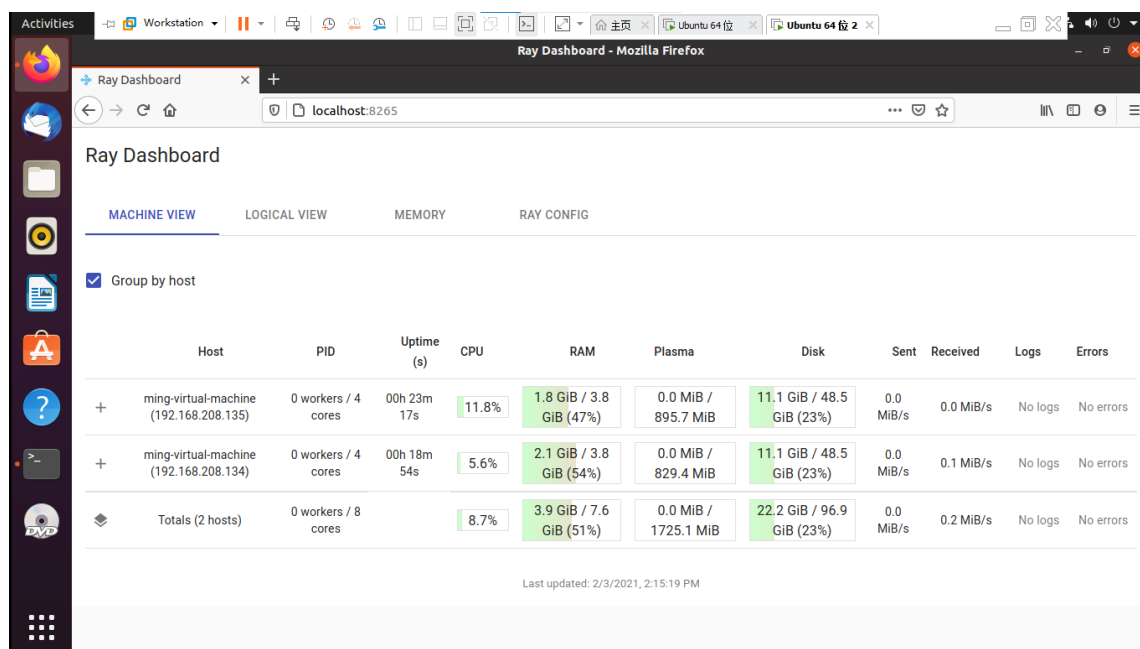 Activities
Workstation
主页
Ubuntu 64 位
Ubuntu 64 位 2
Ray Dashboard - Mozilla Firefox
Ray Dashboard
localhost:8265
Ray Dashboard
MACHINE VIEW LOGICAL VIEW MEMORY RAY CONFIG
Group by host
Host PID Uptime (s) CPU RAM Plasma Disk Sent Received Logs Errors
ming-virtual-machine (192.168.208.135) 0 workers / 4 cores 00h 23m 17s 11.8% 1.8 GiB / 3.8 GiB (47%) 0.0 MiB / 895.7 MiB 11.1 GiB / 48.5 GiB (23%) 0.0 MiB/s 0.0 MiB/s No logs No errors
ming-virtual-machine (192.168.208.134) 0 workers / 4 cores 00h 18m 54s 5.6% 2.1 GiB / 3.8 GiB (54%) 0.0 MiB / 829.4 MiB 11.1 GiB / 48.5 GiB (23%) 0.0 MiB/s 0.1 MiB/s No logs No errors
Totals (2 hosts) 0 workers / 8 cores 8.7% 3.9 GiB / 7.6 GiB (51%) 0.0 MiB / 1725.1 MiB 22.2 GiB / 96.9 GiB (23%) 0.0 MiB/s 0.2 MiB/s No logs No errors
Last updated: 2/3/2021, 2:15:19 PM
DVD